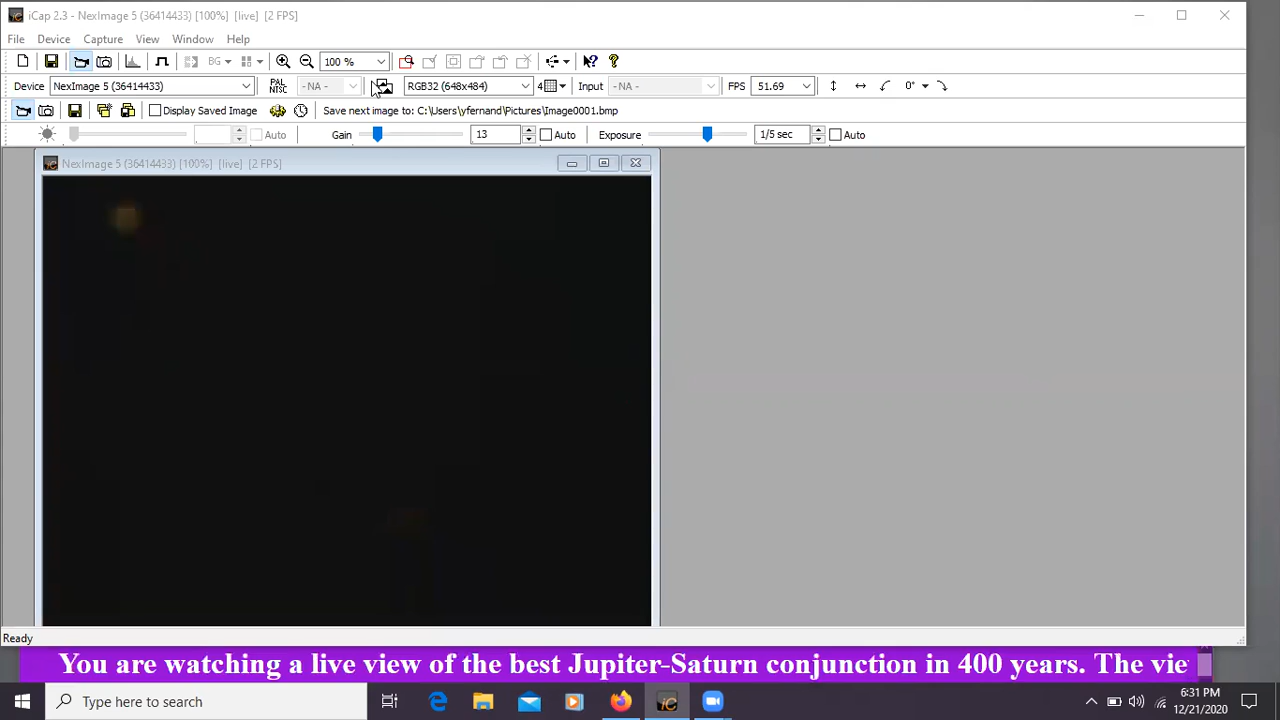 iCap 2.3 - NexImage 5 (36414433) [100%] [live] [2 FPS]
File Device Capture View Window Help
BG 100 %
Device NexImage 5 (36414433) PAL NTSC - NA - RGB32 (648x484) 4 Input - NA - FPS 51.69 0°
Display Saved Image Save next image to: C:\Users\yfernand\Pictures\Image0001.bmp
Auto Gain 13 Auto Exposure 1/5 sec Auto
NexImage 5 (36414433) [100%] [live] [2 FPS]
Ready
You are watching a live view of the best Jupiter-Saturn conjunction in 400 years. The vie
Type here to search
6:31 PM
12/21/2020